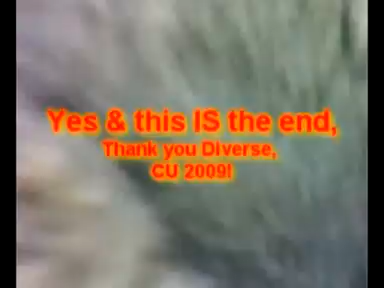 Yes & this IS the end,
Thank you Diverse,
CU 2009!